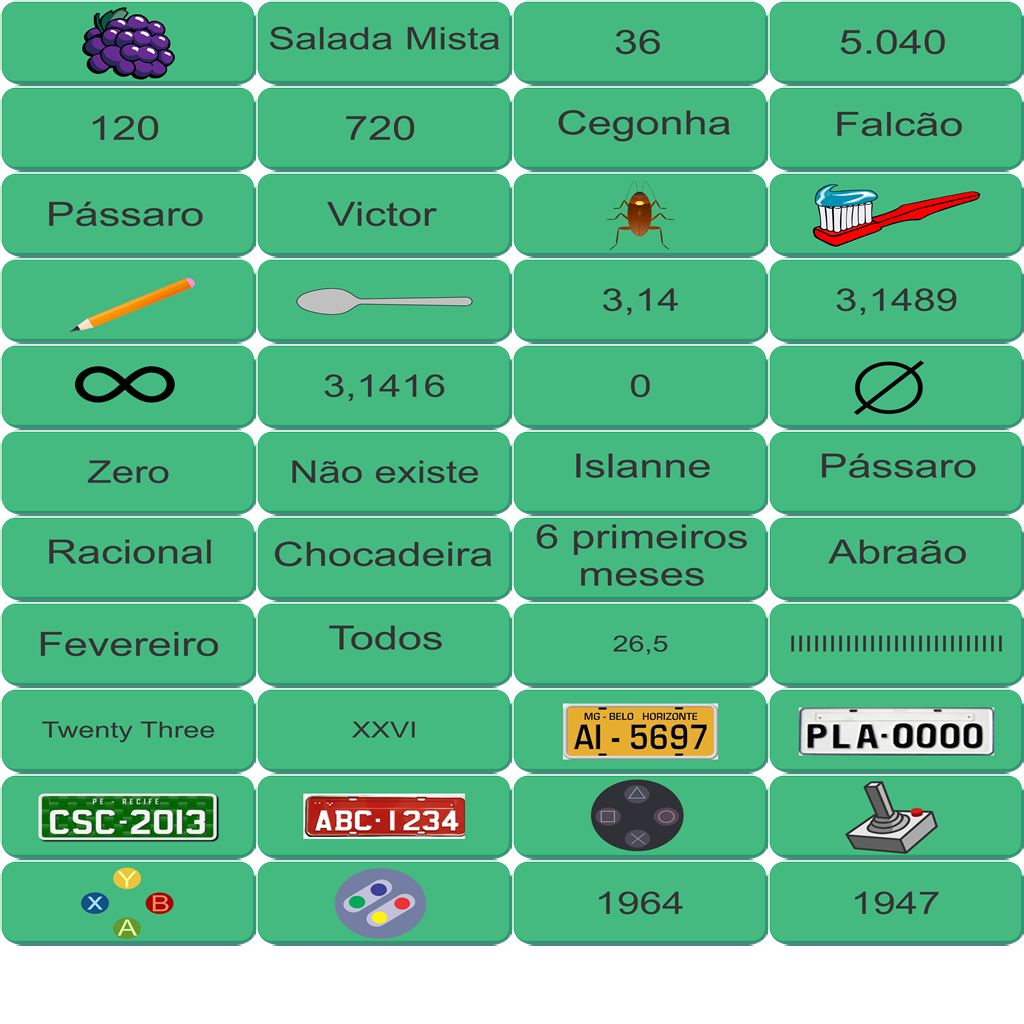 Salada Mista
36
5.040
120
720
Cegonha
Falcão
Pássaro
Victor
3,14
3,1489
∞
3,1416
0
∅
Zero
Não existe
Islanne
Pássaro
Racional
Chocadeira
6 primeiros
meses
Abraão
Fevereiro
Todos
26,5
Twenty Three
XXVI
MG - BELO HORIZONTE
AI - 5697
PLA-0000
PE - RECIFE
CSC-2013
ABC-1234
Y
X
B
A
1964
1947